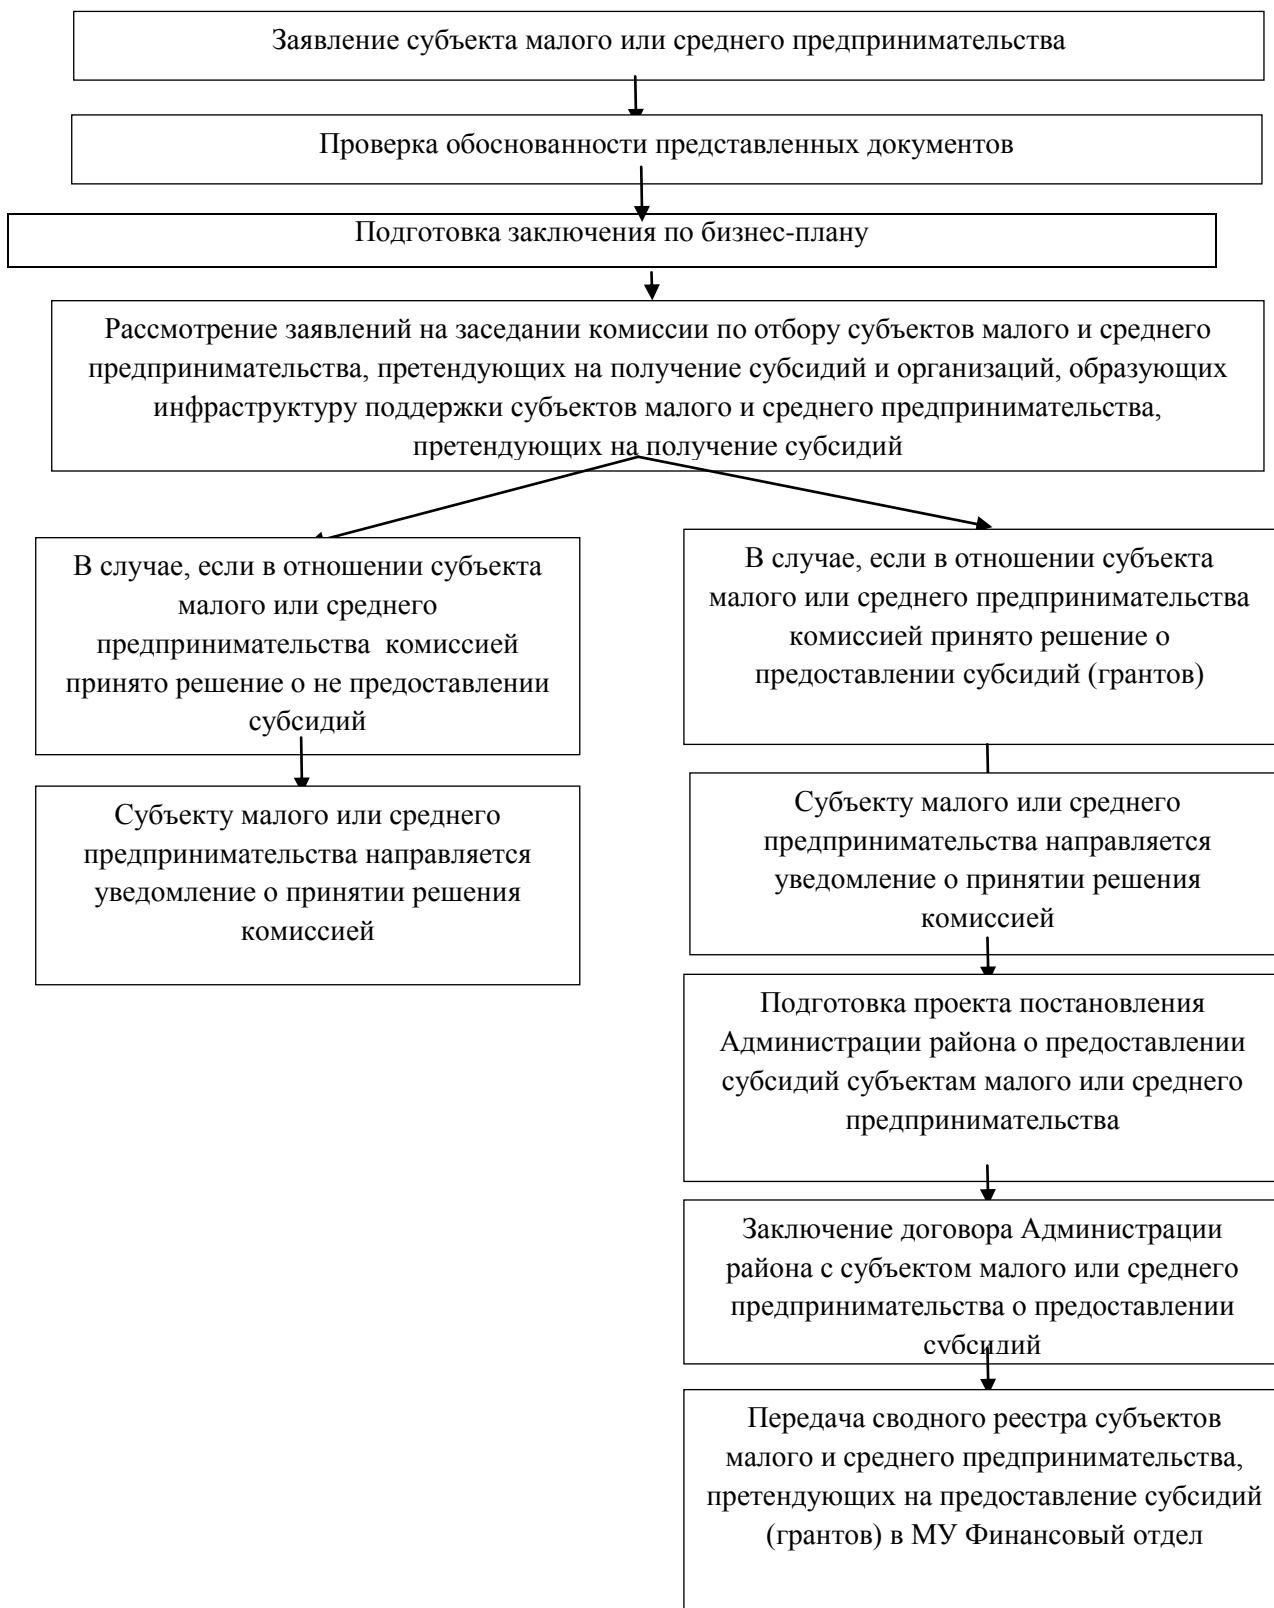 Заявление субъекта малого или среднего предпринимательства
Проверка обоснованности представленных документов
Подготовка заключения по бизнес-плану
Рассмотрение заявлений на заседании комиссии по отбору субъектов малого и среднего
предпринимательства, претендующих на получение субсидий и организаций, образующих
инфраструктуру поддержки субъектов малого и среднего предпринимательства,
претендующих на получение субсидий
В случае, если в отношении субъекта
малого или среднего
предпринимательства комиссией
принято решение о не предоставлении
субсидий
Субъекту малого или среднего
предпринимательства направляется
уведомление о принятии решения
комиссией
В случае, если в отношении субъекта
малого или среднего предпринимательства
комиссией принято решение о
предоставлении субсидий (грантов)
Субъекту малого или среднего
предпринимательства направляется
уведомление о принятии решения
комиссией
Подготовка проекта постановления
Администрации района о предоставлении
субсидий субъектам малого или среднего
предпринимательства
Заключение договора Администрации
района с субъектом малого или среднего
предпринимательства о предоставлении
субсидий
Передача сводного реестра субъектов
малого и среднего предпринимательства,
претендующих на предоставление субсидий
(грантов) в МУ Финансовый отдел